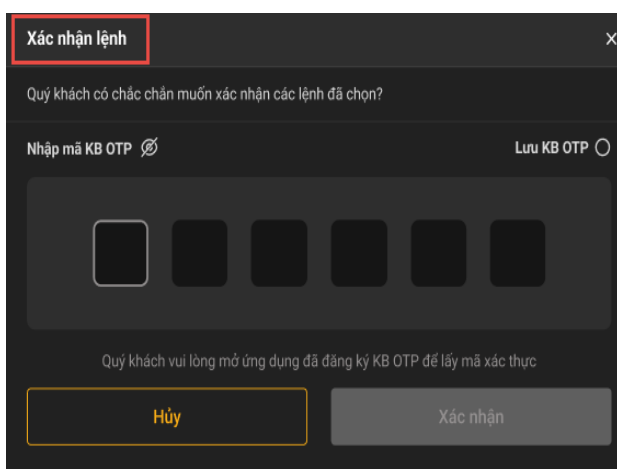 Xác nhận lệnh
Quý khách có chắc chắn muốn xác nhận các lệnh đã chọn?
Nhập mã KB OTP
Lưu KB OTP
Quý khách vui lòng mở ứng dụng đã đăng ký KB OTP để lấy mã xác thực
Hủy
Xác nhận